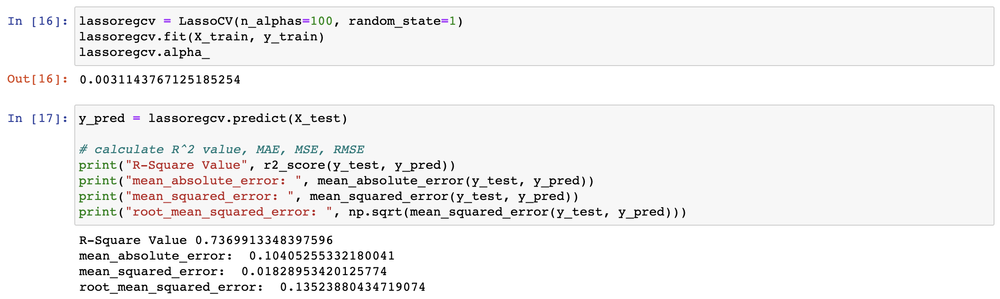 In [16]: lassoregcv = LassoCV(n_alphas=100, random_state=1)
lassoregcv.fit(X_train, y_train)
lassoregcv.alpha_
Out[16]: 0.0031143767125185254
In [17]: y_pred = lassoregcv.predict(X_test)
# calculate R^2 value, MAE, MSE, RMSE
print("R-Square Value", r2_score(y_test, y_pred))
print("mean_absolute_error: ", mean_absolute_error(y_test, y_pred))
print("mean_squared_error: ", mean_squared_error(y_test, y_pred))
print("root_mean_squared_error: ", np.sqrt(mean_squared_error(y_test, y_pred)))
R-Square Value 0.7369913348397596
mean_absolute_error:  0.10405255332180041
mean_squared_error:  0.01828953420125774
root_mean_squared_error:  0.13523880434719074